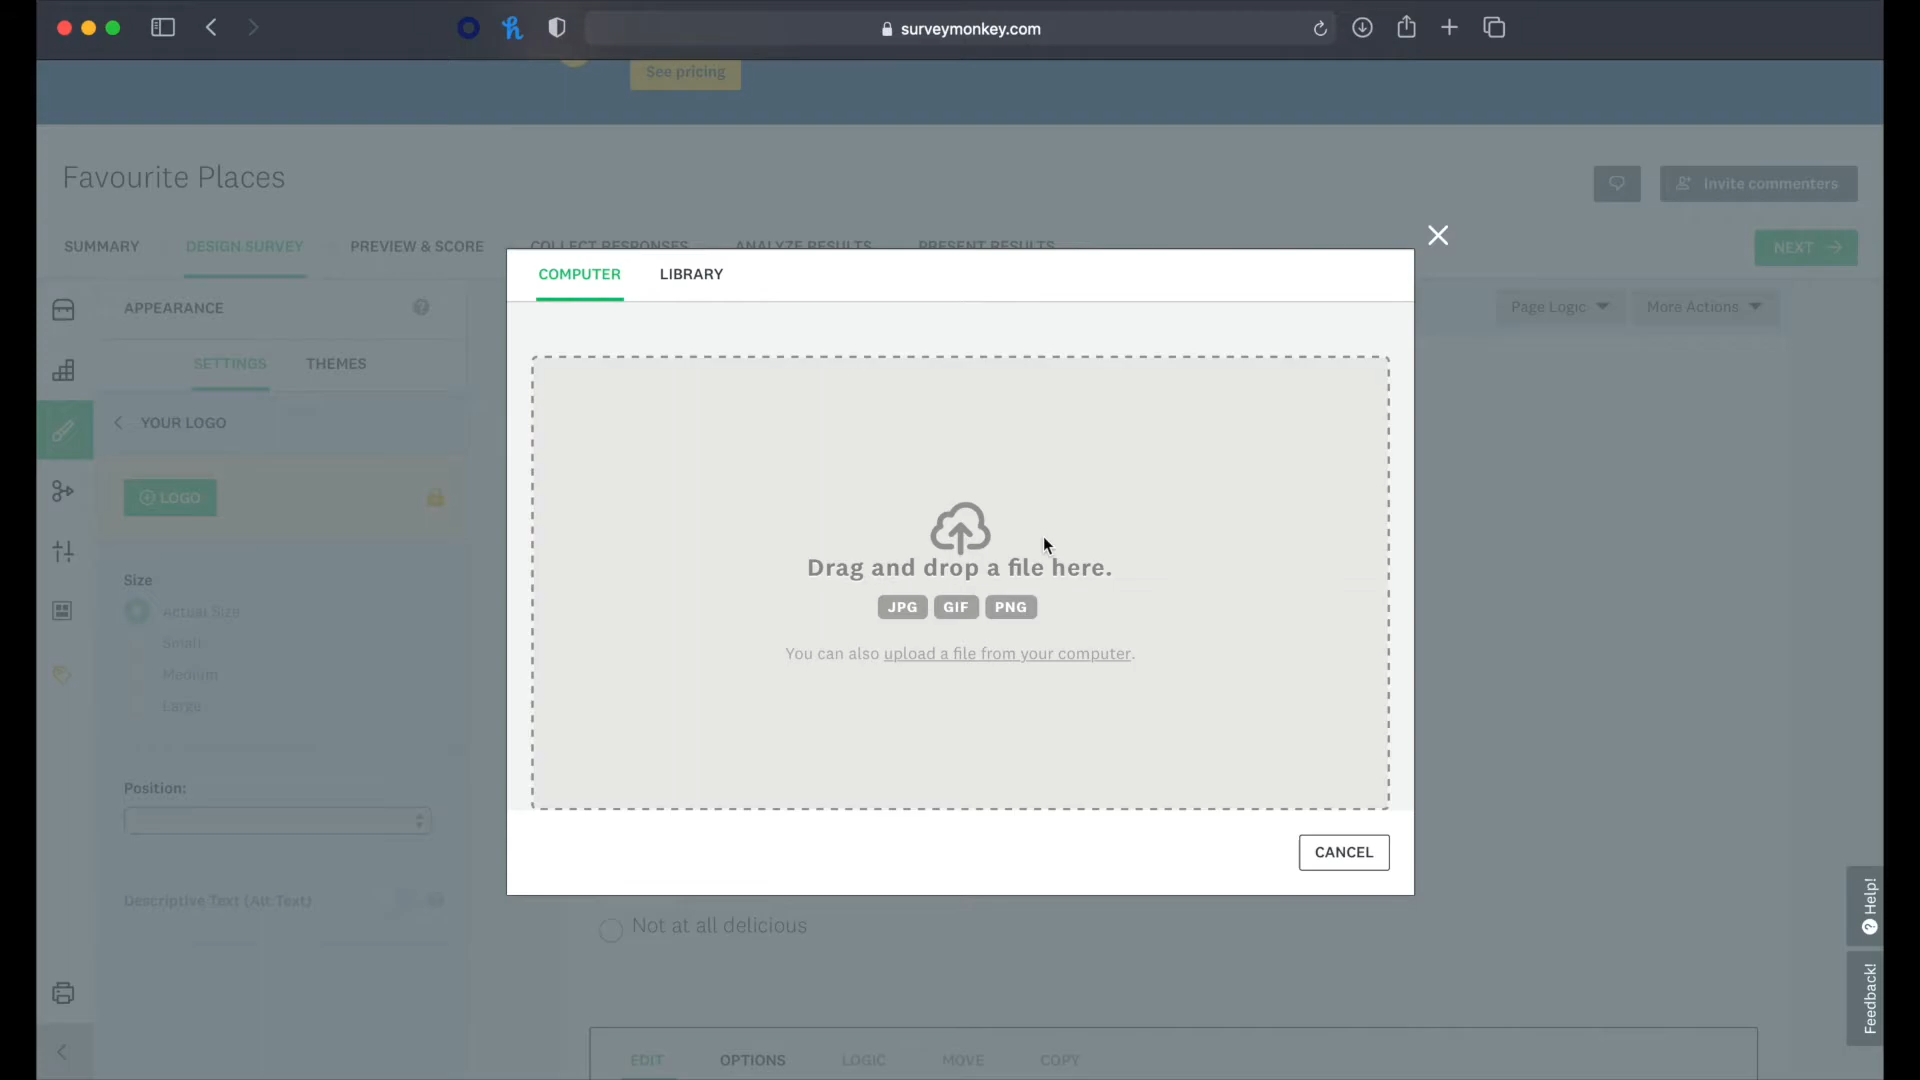 surveymonkey.com
See pricing
Favourite Places
Invite commenters
SUMMARY
DESIGN SURVEY
PREVIEW & SCORE
COLLECT RESPONSES
ANALYZE RESULTS
PRESENT RESULTS
NEXT
COMPUTER
LIBRARY
APPEARANCE
Page Logic
More Actions
SETTINGS
THEMES
YOUR LOGO
LOGO
Drag and drop a file here.
JPG GIF PNG
You can also upload a file from your computer.
Size
Actual Size
Small
Medium
Large
Position:
CANCEL
Descriptive Text (Alt Text)
Not at all delicious
Help!
Feedback!
EDIT
OPTIONS
LOGIC
MOVE
COPY